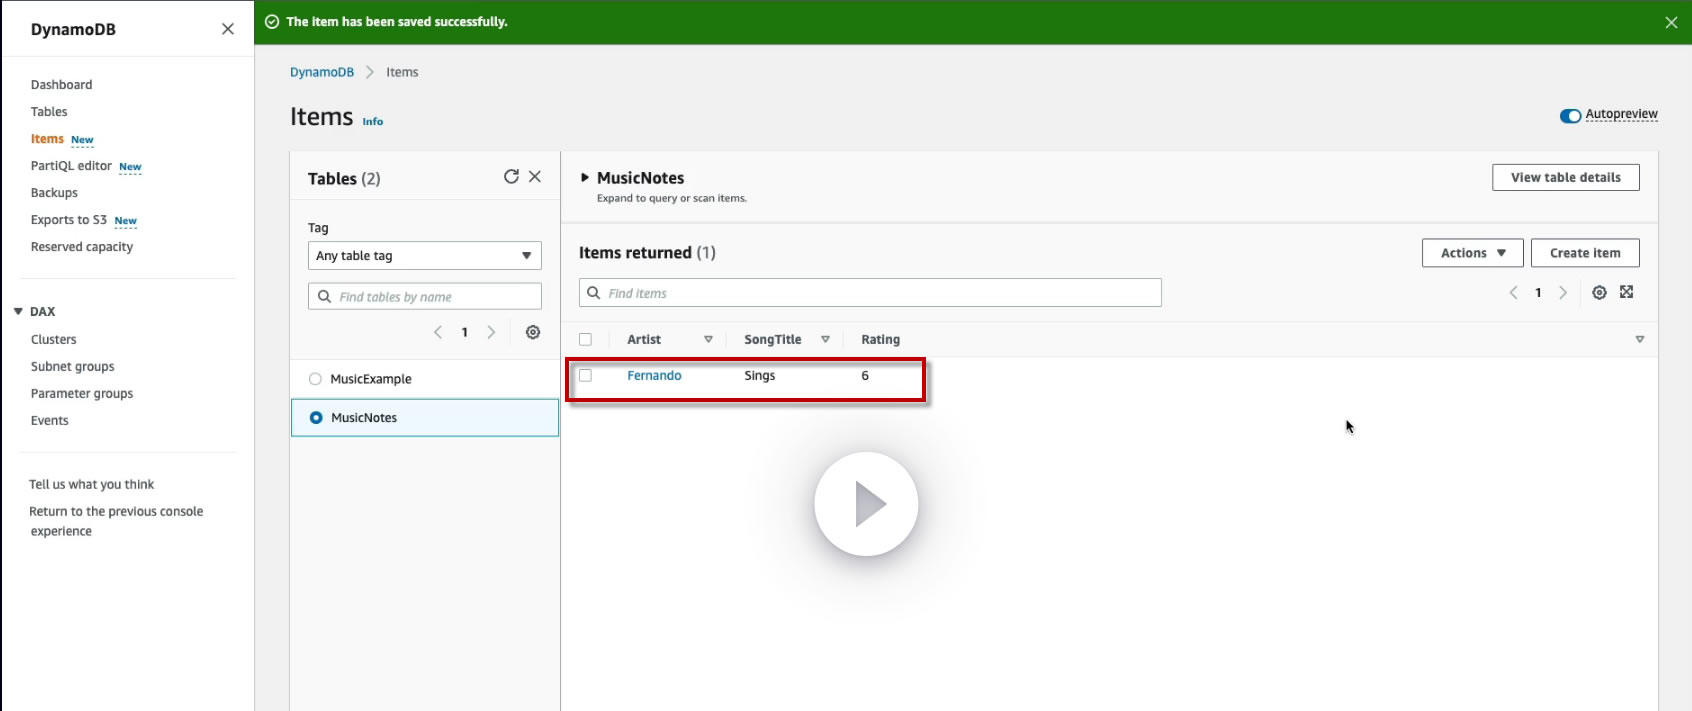 DynamoDB
The item has been saved successfully.
Dashboard
Tables
Items New
PartiQL editor New
Backups
Exports to S3 New
Reserved capacity
DAX
Clusters
Subnet groups
Parameter groups
Events
Tell us what you think
Return to the previous console
experience
DynamoDB Items
Items Info
Autopreview
Tables (2)
Tag
Any table tag
Find tables by name
1
MusicExample
MusicNotes
MusicNotes
Expand to query or scan items.
View table details
Items returned (1)
Actions
Create item
Find items
1
Artist SongTitle Rating
Fernando Sings 6